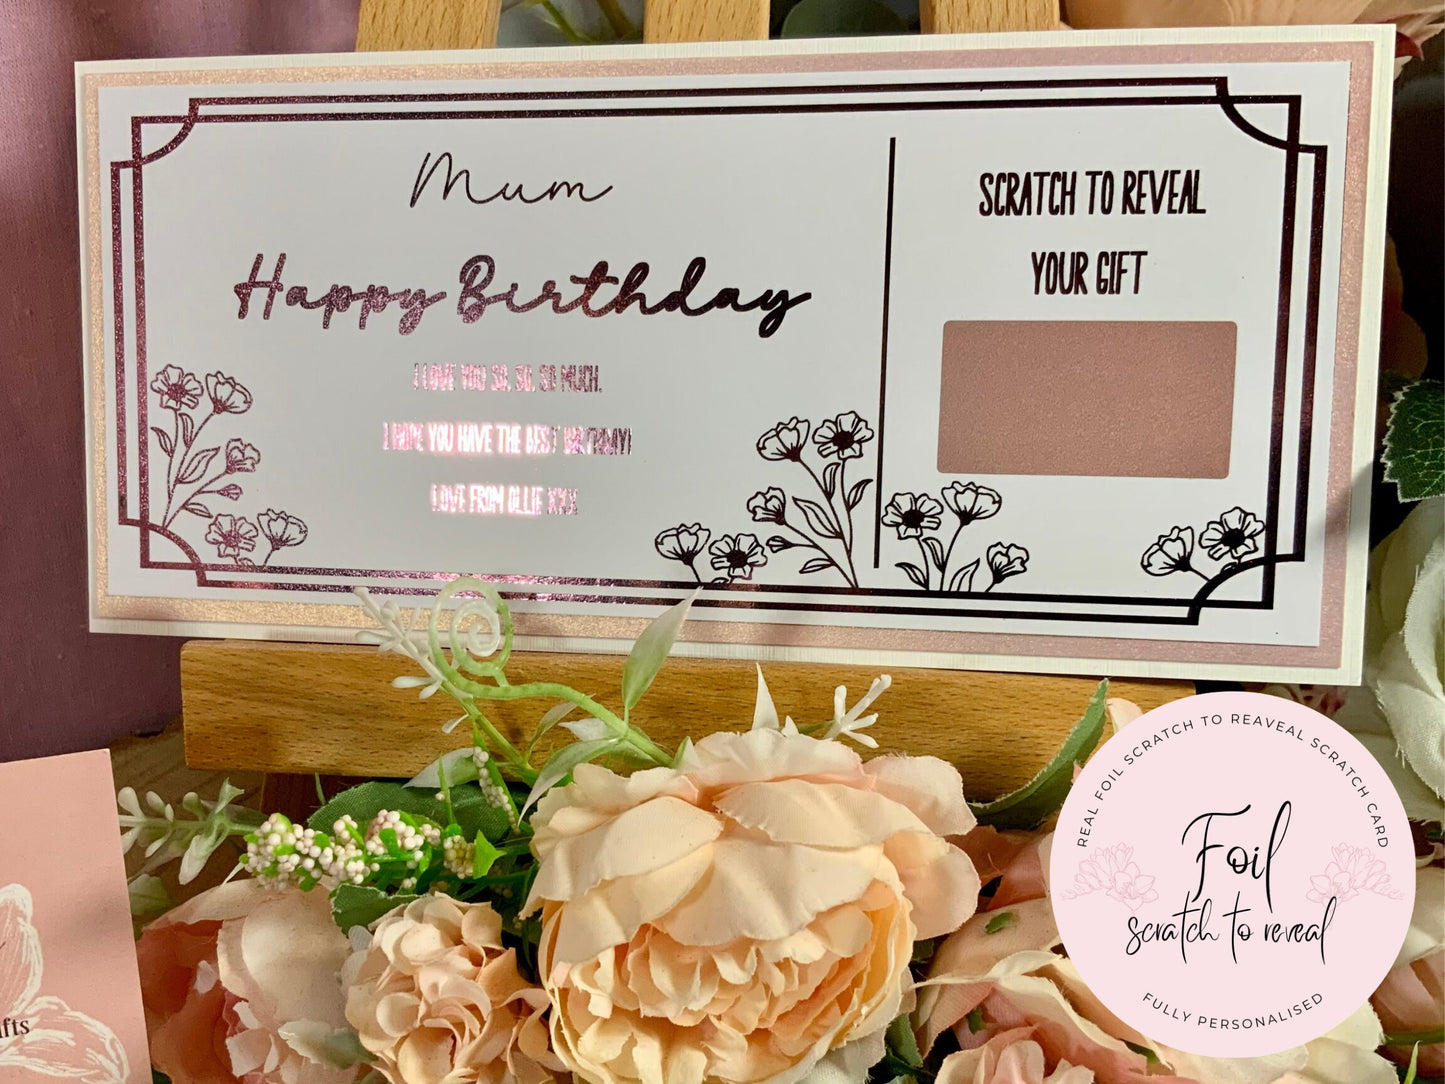 Mum
Happy Birthday
I LOVE YOU SO, SO, SO MUCH.
I HOPE YOU HAVE THE BEST BIRTHDAY!
LOVE FROM OLLIE XXX
SCRATCH TO REVEAL
YOUR GIFT
REAL FOIL SCRATCH TO REAVEAL SCRATCH CARD
Foil
scratch to reveal
FULLY PERSONALISED